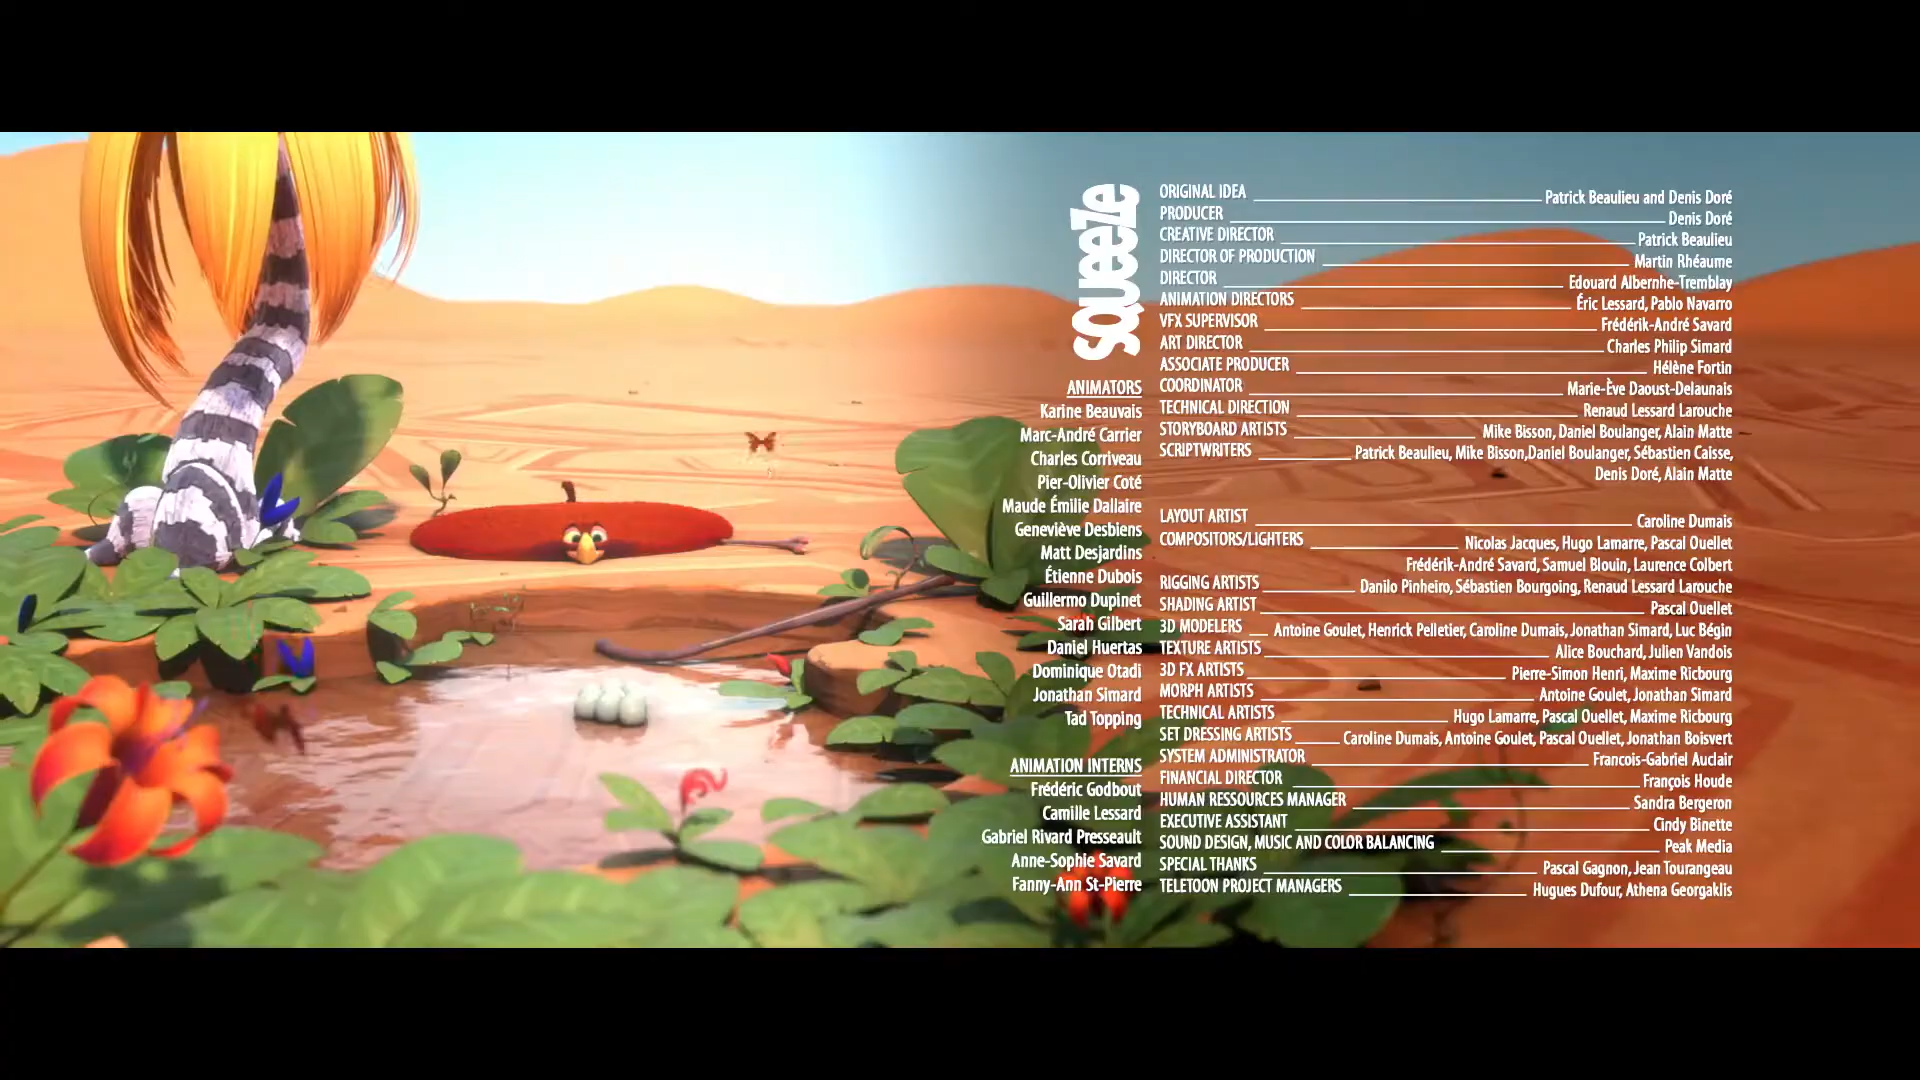 squeeze
ANIMATORS
Karine Beauvais
Marc-André Carrier
Charles Corriveau
Pier-Olivier Coté
Maude Émilie Dallaire
Geneviève Desbiens
Matt Desjardins
Étienne Dubois
Guillermo Dupinet
Sarah Gilbert
Daniel Huertas
Dominique Otadi
Jonathan Simard
Tad Topping
ANIMATION INTERNS
Frédéric Godbout
Camille Lessard
Gabriel Rivard Presseault
Anne-Sophie Savard
Fanny-Ann St-Pierre
ORIGINAL IDEA Patrick Beaulieu and Denis Doré
PRODUCER Denis Doré
CREATIVE DIRECTOR Patrick Beaulieu
DIRECTOR OF PRODUCTION Martin Rhéaume
DIRECTOR Edouard Albernhe-Tremblay
ANIMATION DIRECTORS Éric Lessard, Pablo Navarro
VFX SUPERVISOR Frédérik-André Savard
ART DIRECTOR Charles Philip Simard
ASSOCIATE PRODUCER Hélène Fortin
COORDINATOR Marie-Ève Daoust-Delaunais
TECHNICAL DIRECTION Renaud Lessard Larouche
STORYBOARD ARTISTS Mike Bisson, Daniel Boulanger, Alain Matte
SCRIPTWRITERS Patrick Beaulieu, Mike Bisson,Daniel Boulanger, Sébastien Caisse,
Denis Doré, Alain Matte
LAYOUT ARTIST Caroline Dumais
COMPOSITORS/LIGHTERS Nicolas Jacques, Hugo Lamarre, Pascal Ouellet
Frédérik-André Savard, Samuel Blouin, Laurence Colbert
RIGGING ARTISTS Danilo Pinheiro, Sébastien Bourgoing, Renaud Lessard Larouche
SHADING ARTIST Pascal Ouellet
3D MODELERS Antoine Goulet, Henrick Pelletier, Caroline Dumais, Jonathan Simard, Luc Bégin
TEXTURE ARTISTS Alice Bouchard, Julien Vandois
3D FX ARTISTS Pierre-Simon Henri, Maxime Ricbourg
MORPH ARTISTS Antoine Goulet, Jonathan Simard
TECHNICAL ARTISTS Hugo Lamarre, Pascal Ouellet, Maxime Ricbourg
SET DRESSING ARTISTS Caroline Dumais, Antoine Goulet, Pascal Ouellet, Jonathan Boisvert
SYSTEM ADMINISTRATOR Francois-Gabriel Auclair
FINANCIAL DIRECTOR François Houde
HUMAN RESSOURCES MANAGER Sandra Bergeron
EXECUTIVE ASSISTANT Cindy Binette
SOUND DESIGN, MUSIC AND COLOR BALANCING Peak Media
SPECIAL THANKS Pascal Gagnon, Jean Tourangeau
TELETOON PROJECT MANAGERS Hugues Dufour, Athena Georgaklis